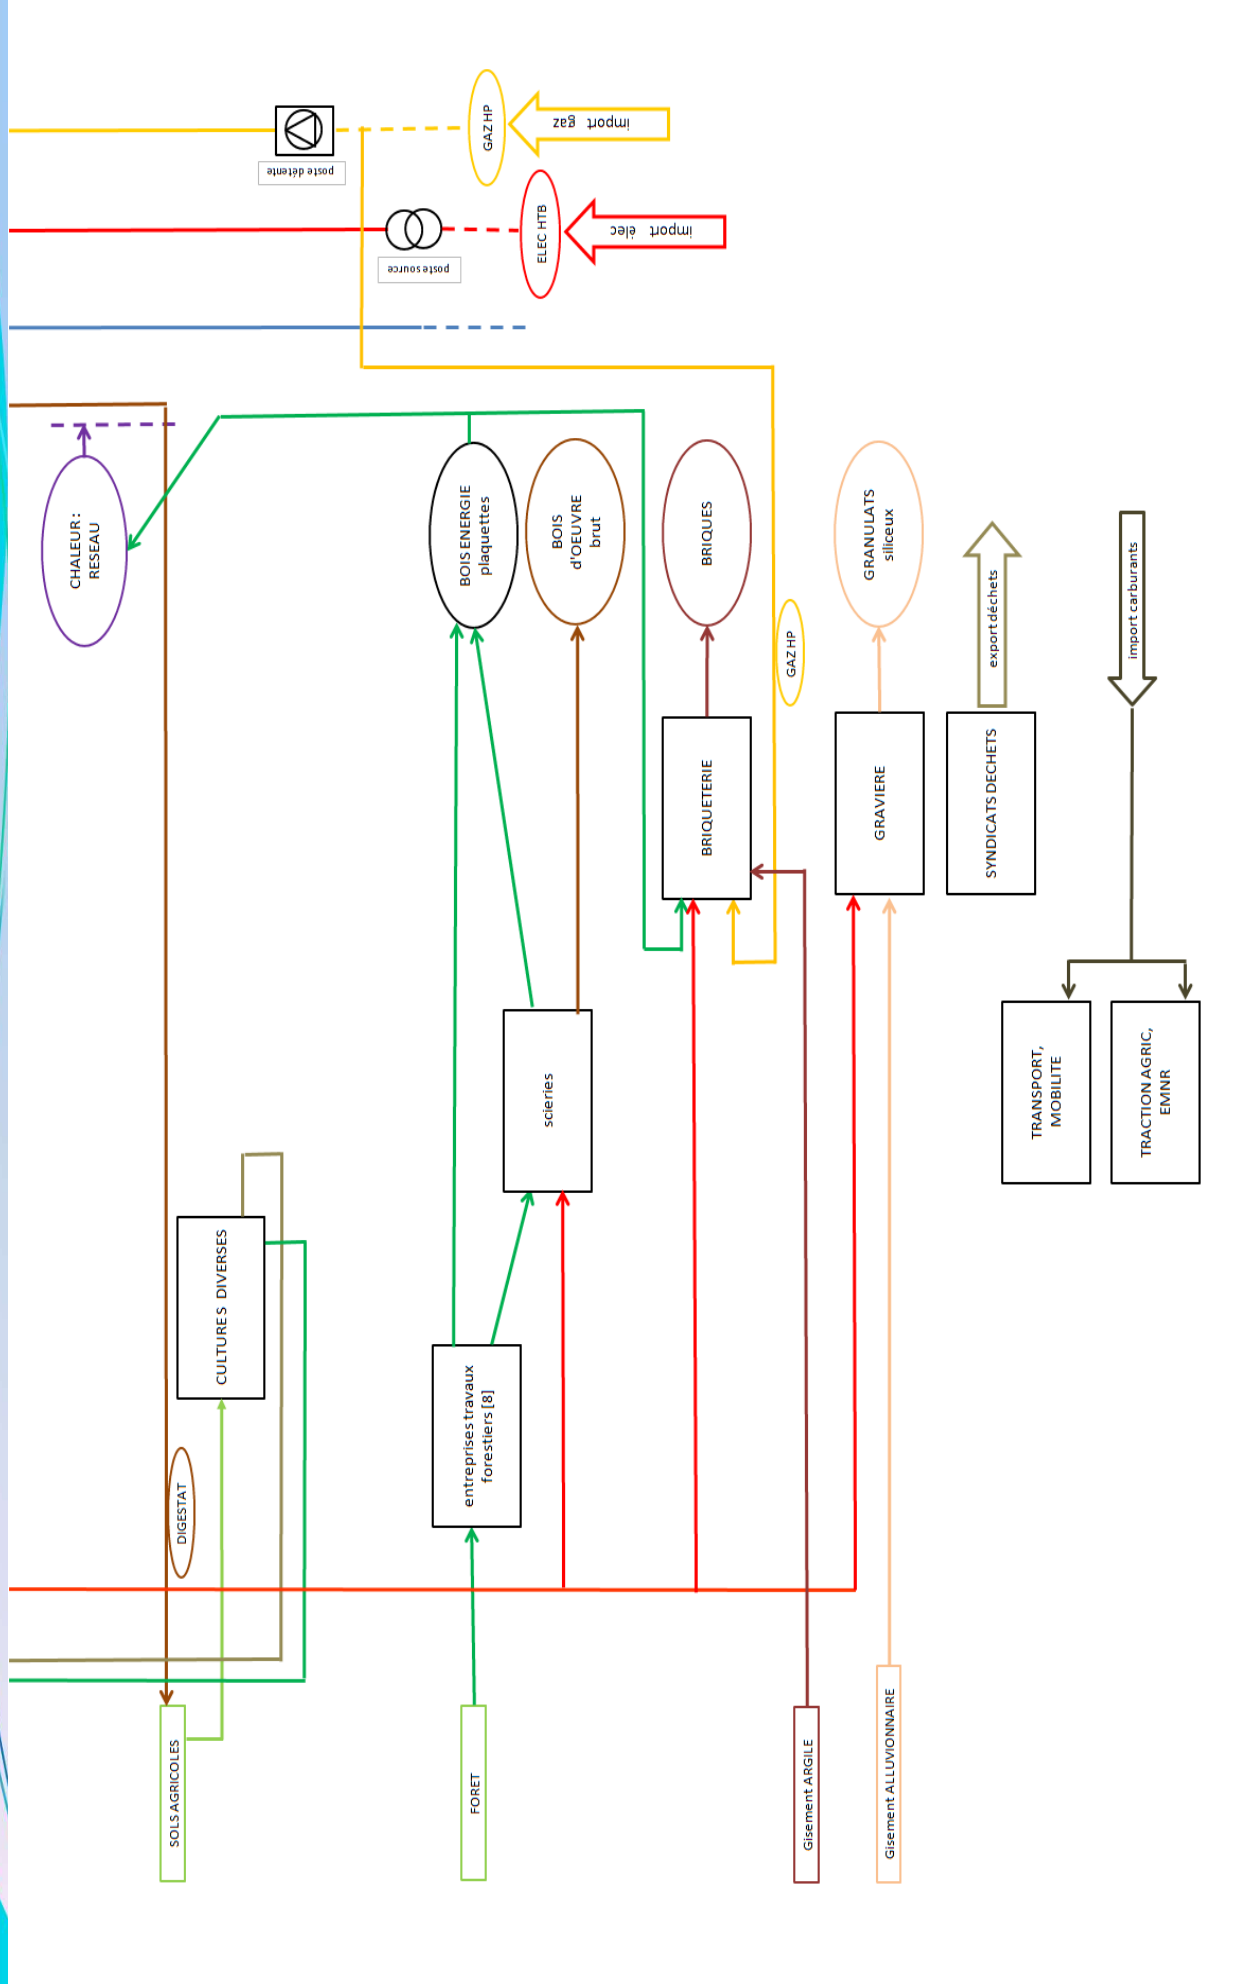 GAZ HP
import gaz
poste détente
ELEC HTB
import élec
poste source
CHALEUR :
RESEAU
BOIS ENERGIE
plaquettes
BOIS
d'OEUVRE
brut
BRIQUES
GRANULATS
siliceux
export déchets
import carburants
GAZ HP
BRIQUETERIE
GRAVIERE
SYNDICATS DECHETS
scieries
TRANSPORT,
MOBILITE
TRACTION AGRIC,
EMNR
CULTURES DIVERSES
entreprises travaux
forestiers [8]
DIGESTAT
SOLS AGRICOLES
FORET
Gisement ARGILE
Gisement ALLUVIONNAIRE